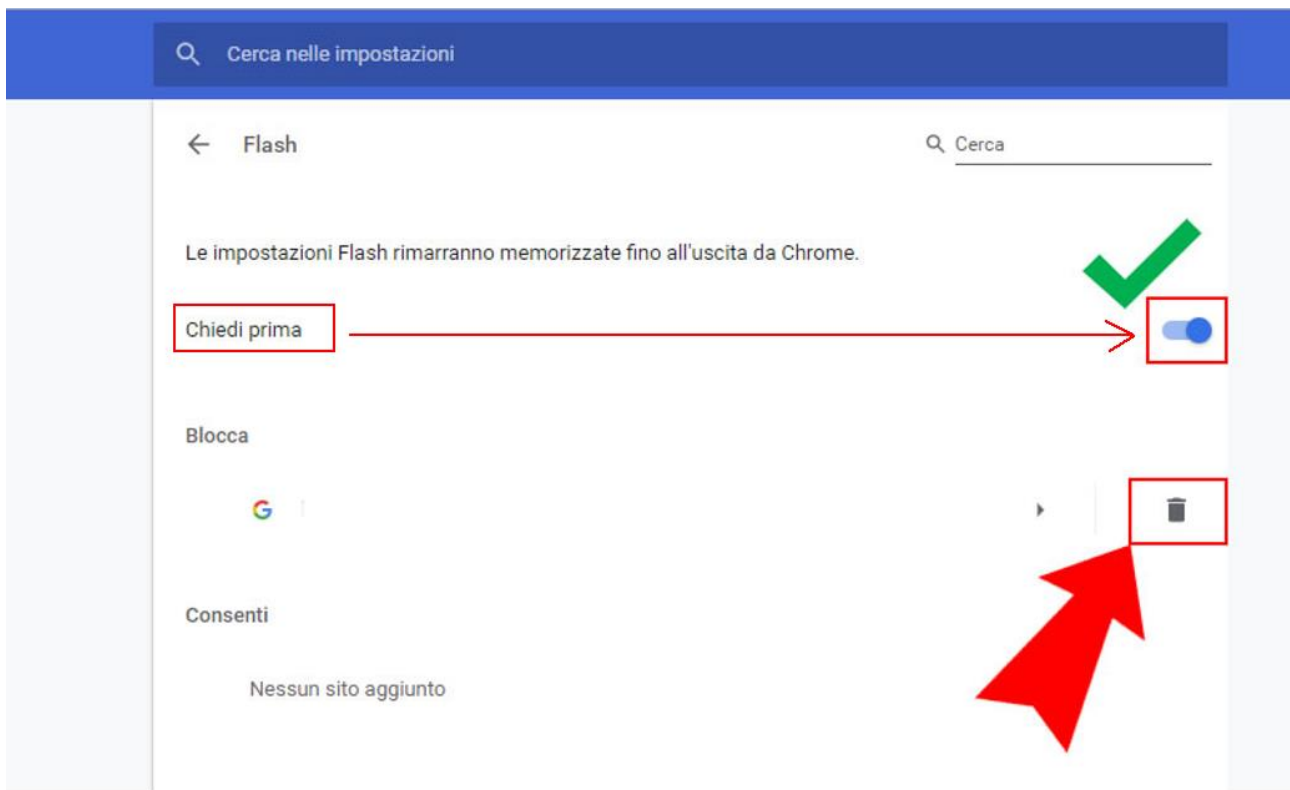 Cerca nelle impostazioni
Flash
Cerca
Le impostazioni Flash rimarranno memorizzate fino all'uscita da Chrome.
Chiedi prima
Blocca
G
Consenti
Nessun sito aggiunto